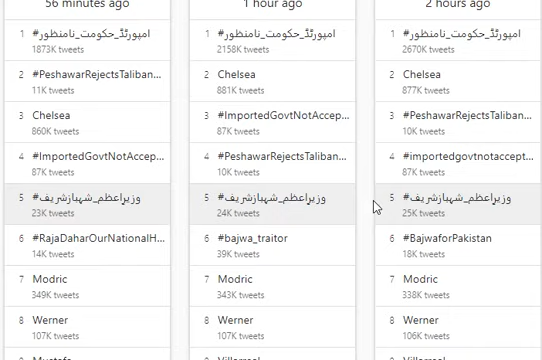 56 minutes ago
1 #امپورٹڈ_حکومت_نامنظور
1873K tweets
2 #PeshawarRejectsTaliban...
11K tweets
3 Chelsea
860K tweets
4 #ImportedGovtNotAccep...
87K tweets
5 #وزیراعظم_شہبازشریف
23K tweets
6 #RajaDaharOurNationalH...
14K tweets
7 Modric
349K tweets
8 Werner
107K tweets
1 hour ago
1 #امپورٹڈ_حکومت_نامنظور
2158K tweets
2 Chelsea
881K tweets
3 #ImportedGovtNotAccep...
87K tweets
4 #PeshawarRejectsTaliban...
10K tweets
5 #وزیراعظم_شہبازشریف
24K tweets
6 #bajwa_traitor
39K tweets
7 Modric
343K tweets
8 Werner
107K tweets
2 hours ago
1 #امپورٹڈ_حکومت_نامنظور
2670K tweets
2 Chelsea
877K tweets
3 #PeshawarRejectsTaliban...
10K tweets
4 #importedgovtnotaccept...
87K tweets
5 #وزیراعظم_شہبازشریف
25K tweets
6 #BajwaforPakistan
18K tweets
7 Modric
338K tweets
8 Werner
106K tweets